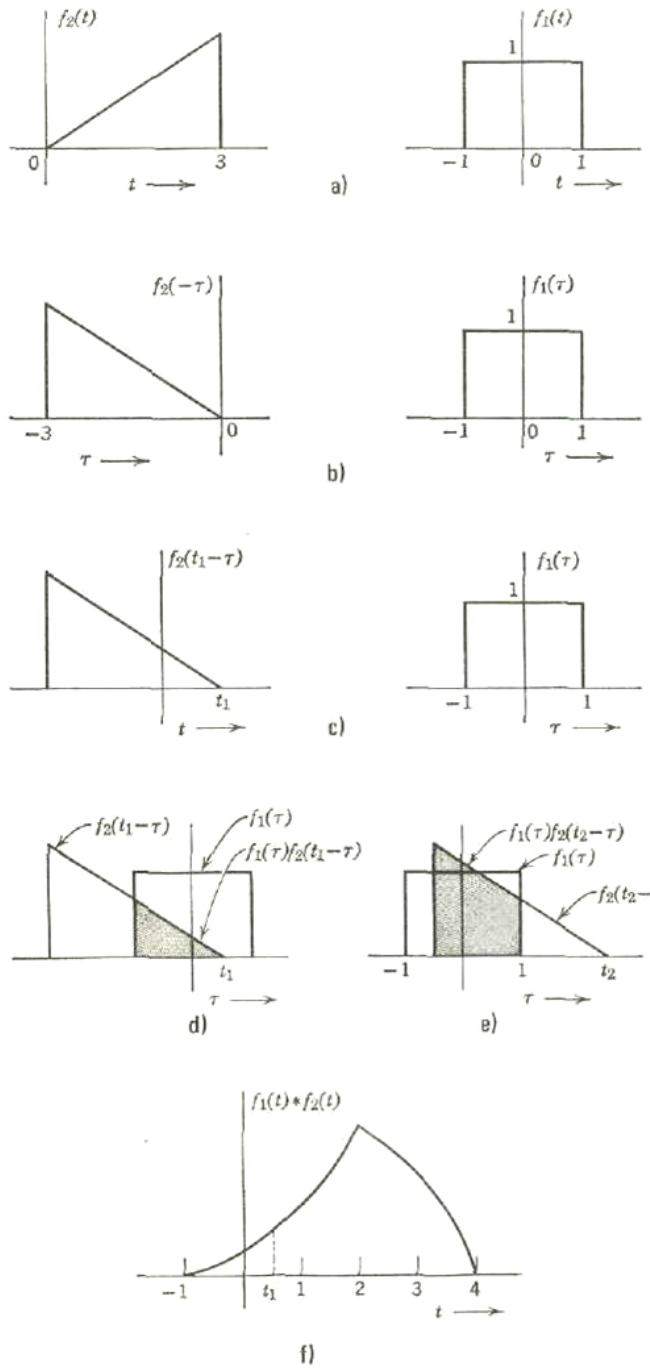 f₂(t) f₁(t)
1
0 3 -1 0 1
t → t →
a)
f₂(-τ) f₁(τ)
1
-3 0 -1 0 1
τ → τ →
b)
f₂(t₁-τ) f₁(τ)
1
t₁ -1 1
t → τ →
c)
f₂(t₁-τ) f₁(τ) f₁(τ)f₂(t₁-τ)
t₁
τ →
d)
f₁(τ)f₂(t₂-τ)
f₁(τ)
f₂(t₂-
-1 1 t₂
τ →
e)
f₁(t)*f₂(t)
-1 t₁ 1 2 3 4
t →
f)